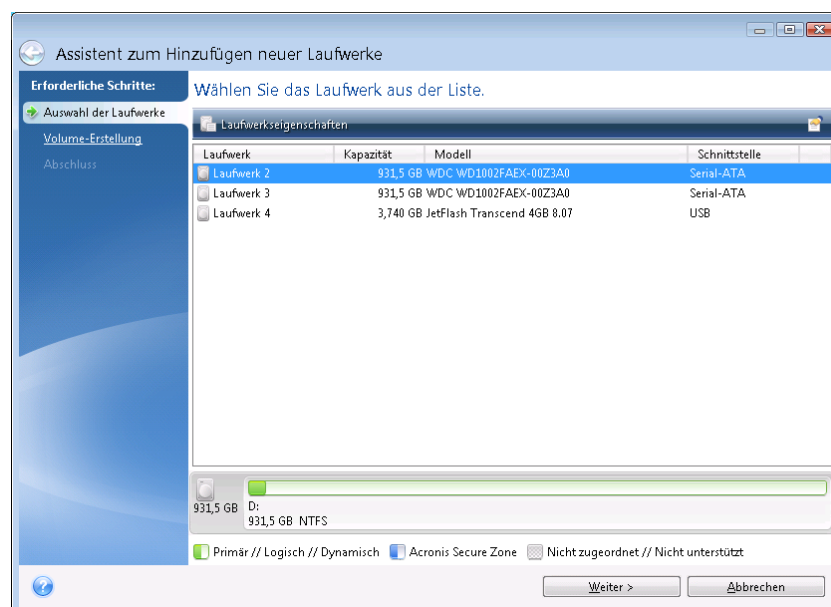 Assistent zum Hinzufügen neuer Laufwerke
Erforderliche Schritte:
Auswahl der Laufwerke
Volume-Erstellung
Abschluss
Wählen Sie das Laufwerk aus der Liste.
Laufwerkseigenschaften
Laufwerk Kapazität Modell Schnittstelle
Laufwerk 2 931,5 GB WDC WD1002FAEX-00Z3A0 Serial-ATA
Laufwerk 3 931,5 GB WDC WD1002FAEX-00Z3A0 Serial-ATA
Laufwerk 4 3,740 GB JetFlash Transcend 4GB 8.07 USB
931,5 GB
D:
931,5 GB NTFS
Primär // Logisch // Dynamisch Acronis Secure Zone Nicht zugeordnet // Nicht unterstützt
Weiter > Abbrechen